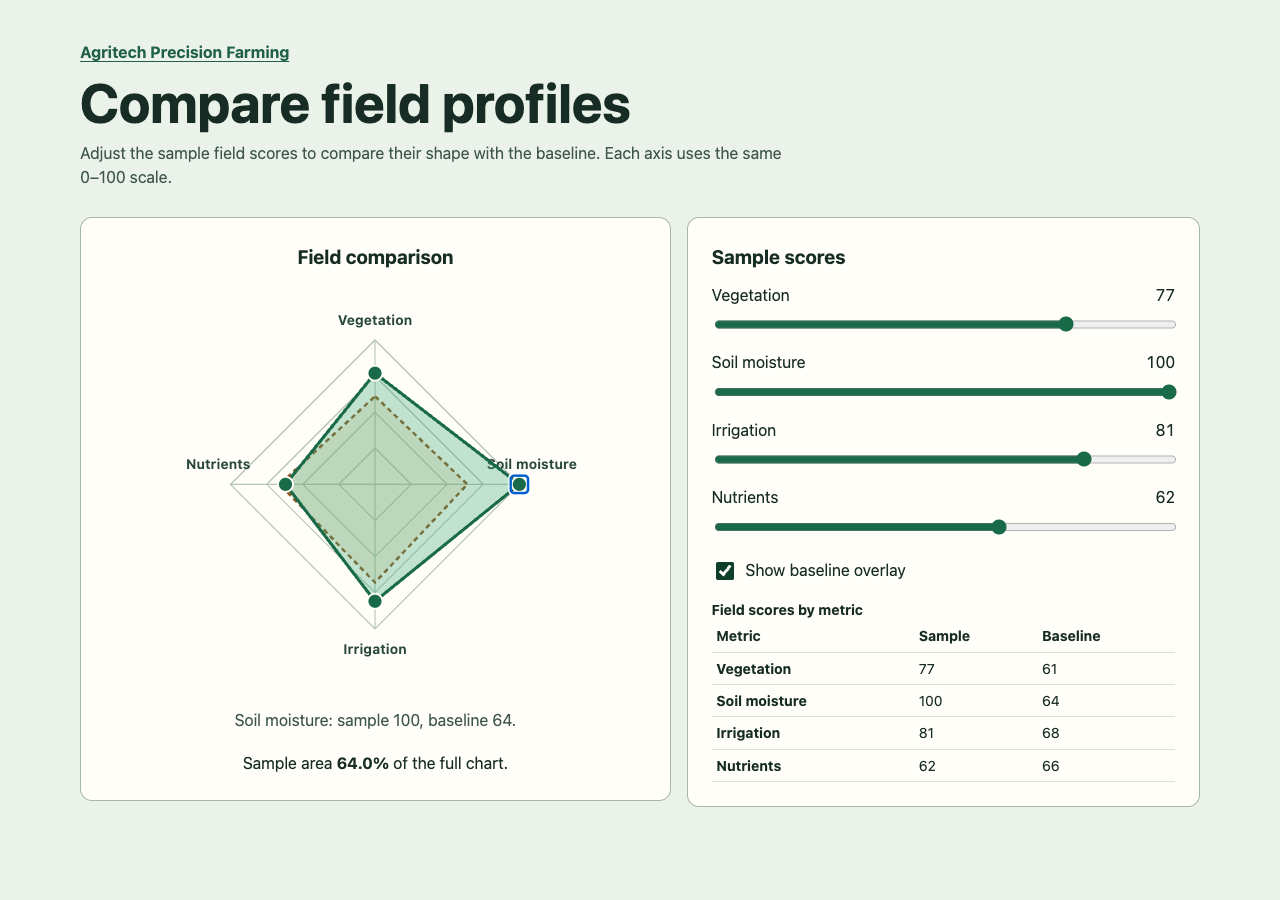 Agritech Precision Farming
Compare field profiles
Adjust the sample field scores to compare their shape with the baseline. Each axis uses the same
0–100 scale.
Field comparison
Vegetation
Nutrients
Soil moisture
Irrigation
Soil moisture: sample 100, baseline 64.
Sample area 64.0% of the full chart.
Sample scores
Vegetation 77
Soil moisture 100
Irrigation 81
Nutrients 62
Show baseline overlay
Field scores by metric
Metric Sample Baseline
Vegetation 77 61
Soil moisture 100 64
Irrigation 81 68
Nutrients 62 66